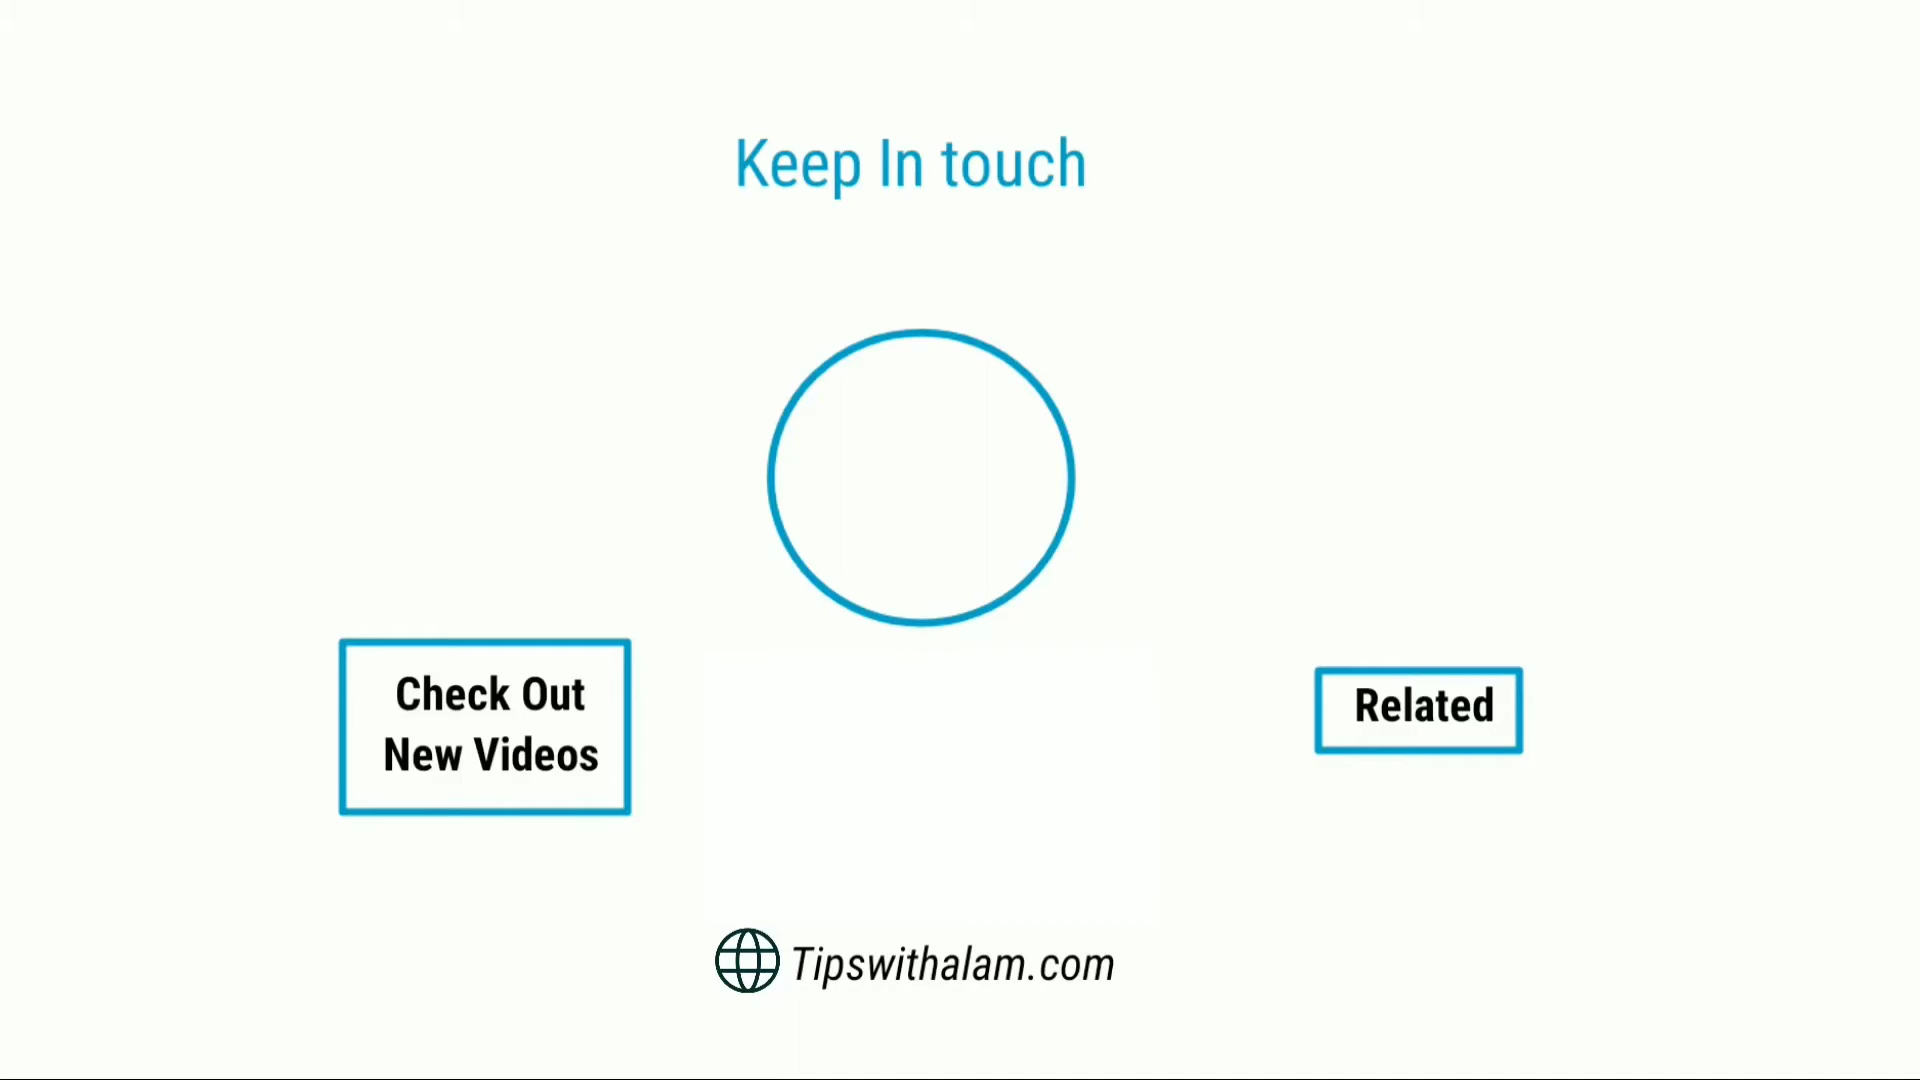 Keep In touch
Check Out
New Videos
Related
Tipswithalam.com